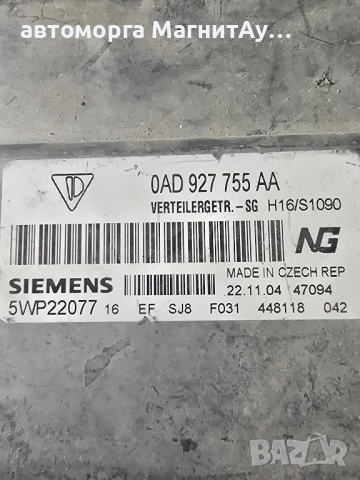 автоморга МагнитАу...
0AD 927 755 AA
VERTEILERGETR.-SG H16/S1090
NG
SIEMENS
MADE IN CZECH REP
5WP22077 16 EF SJ8
22.11.04 47094
F031 448118 042
BAZAR